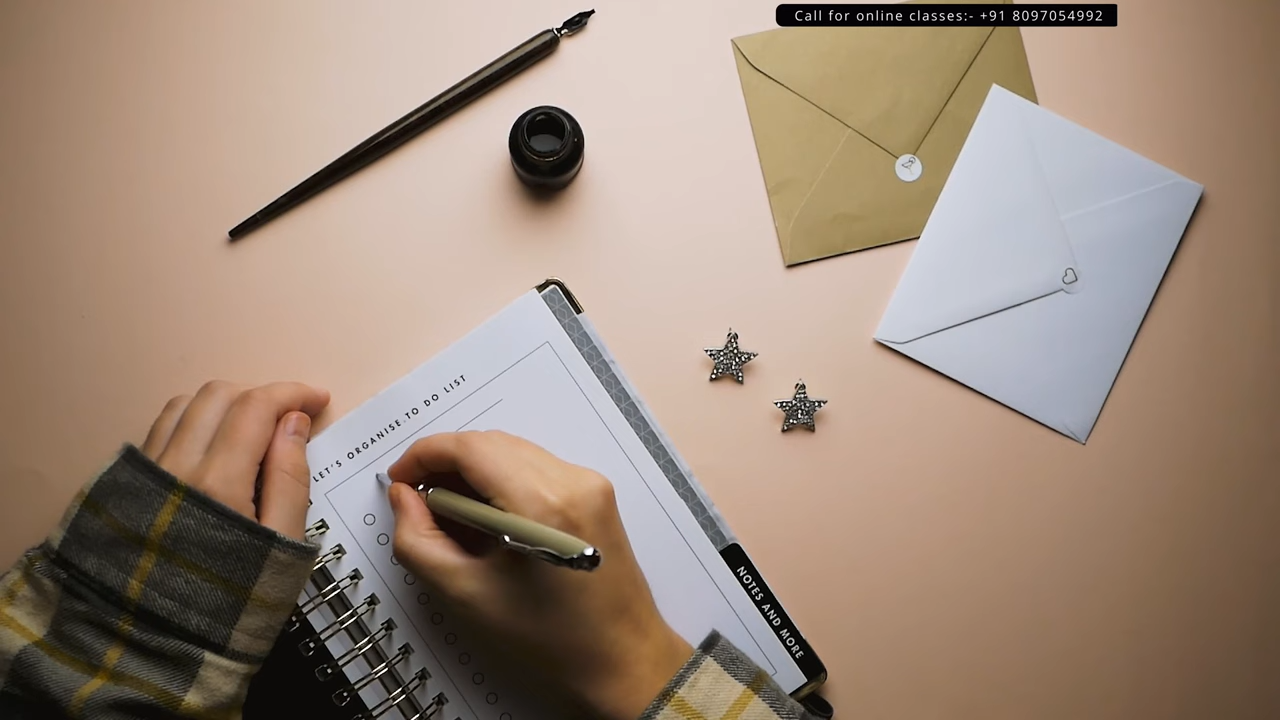 Call for online classes:- +91 8097054992
LET'S ORGANISE.TO DO LIST
NOTES AND MORE